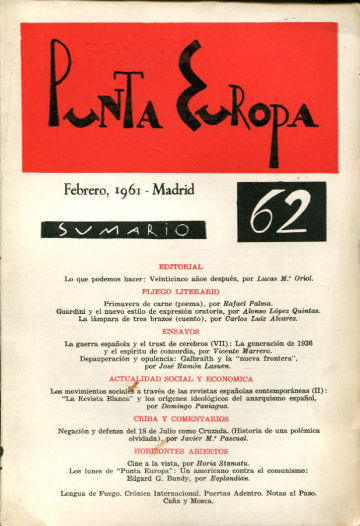 Punta Europa
Febrero, 1961 - Madrid
62
SUMARIO
EDITORIAL
Lo que podemos hacer: Veinticinco años después, por Lucas M.ª Oriol.
PLIEGO LITERARIO
Primavera de carne (poema), por Rafael Palma.
Guardini y el nuevo estilo de expresión oratoria, por Alonso López Quintas.
La lámpara de tres brazos (cuento), por Carlos Luis Alvarez.
ENSAYOS
La guerra española y el trust de cerebros (VII): La generación de 1936
y el espíritu de concordia, por Vicente Marrero.
Depauperación y opulencia: Galbraith y la "nueva frontera",
por José Ramón Lasuen.
ACTUALIDAD SOCIAL Y ECONOMICA
Los movimientos sociales a través de las revistas españolas contemporáneas (II):
"La Revista Blanca" y los orígenes ideológicos del anarquismo español,
por Domingo Paniagua.
CRIBA Y COMENTARIOS
Negación y defensa del 18 de Julio como Cruzada. (Historia de una polémica
olvidada), por Javier M.ª Pascual.
HORIZONTES ABIERTOS
Cine a la vista, por Horia Stamatu.
Los lunes de "Punta Europa": Un americano contra el comunismo:
Edgard G. Bundy, por Esplandian.
Lengua de Fuego. Crónica Internacional. Puertas Adentro. Notas al Paso.
Caña y Mosca.